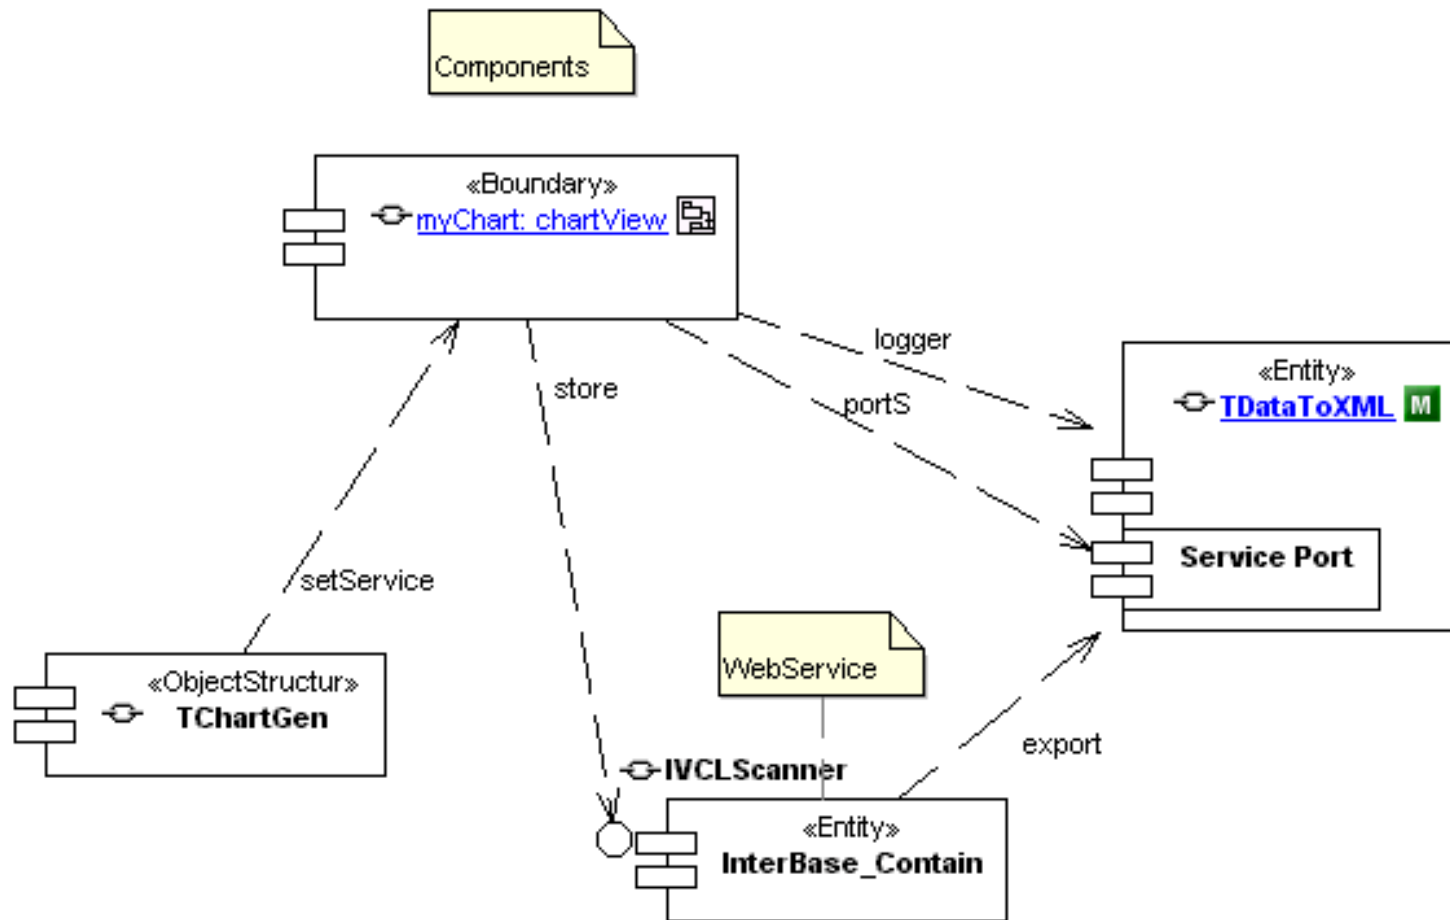 Components
«Boundary»
myChart: chartView
logger
store
portS
«Entity»
TDataToXML M
Service Port
setService
«ObjectStructur»
TChartGen
WebService
export
IVCLScanner
«Entity»
InterBase_Contain